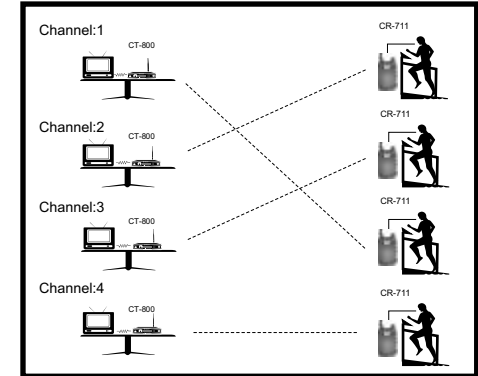 Channel:1
CT-800
CR-711
Channel:2
CT-800
CR-711
Channel:3
CT-800
CR-711
Channel:4
CT-800
CR-711